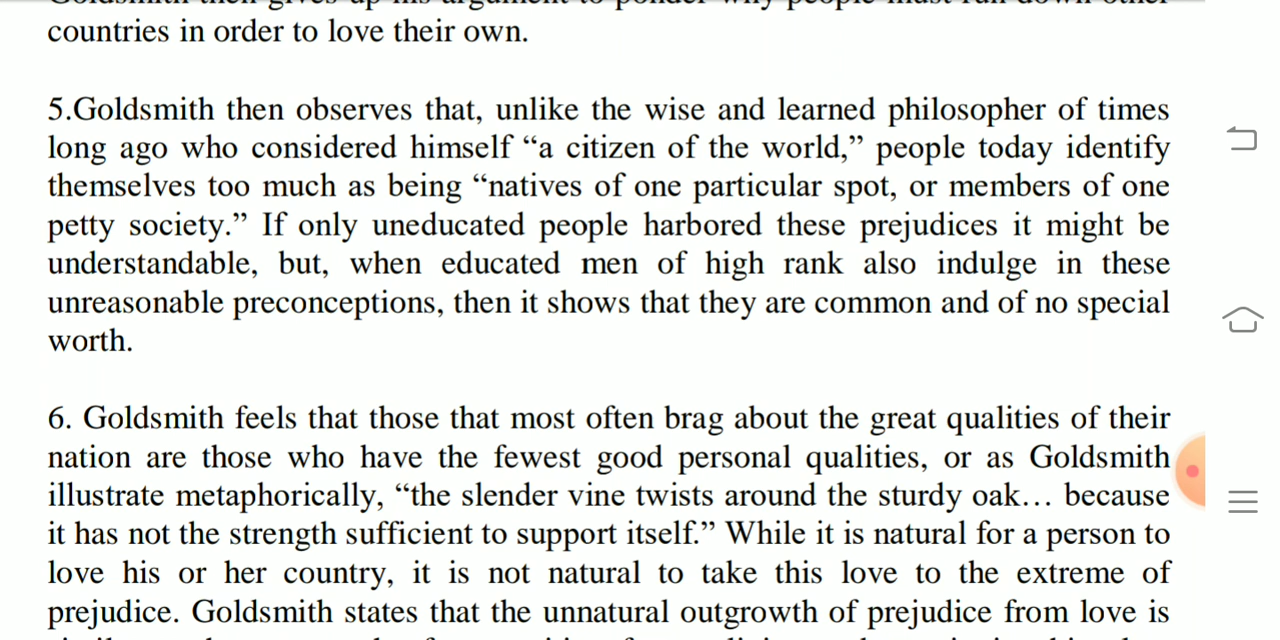 countries in order to love their own.
5.Goldsmith then observes that, unlike the wise and learned philosopher of times
long ago who considered himself “a citizen of the world,” people today identify
themselves too much as being “natives of one particular spot, or members of one
petty society.” If only uneducated people harbored these prejudices it might be
understandable, but, when educated men of high rank also indulge in these
unreasonable preconceptions, then it shows that they are common and of no special
worth.
6. Goldsmith feels that those that most often brag about the great qualities of their
nation are those who have the fewest good personal qualities, or as Goldsmith
illustrate metaphorically, “the slender vine twists around the sturdy oak… because
it has not the strength sufficient to support itself.” While it is natural for a person to
love his or her country, it is not natural to take this love to the extreme of
prejudice. Goldsmith states that the unnatural outgrowth of prejudice from love is